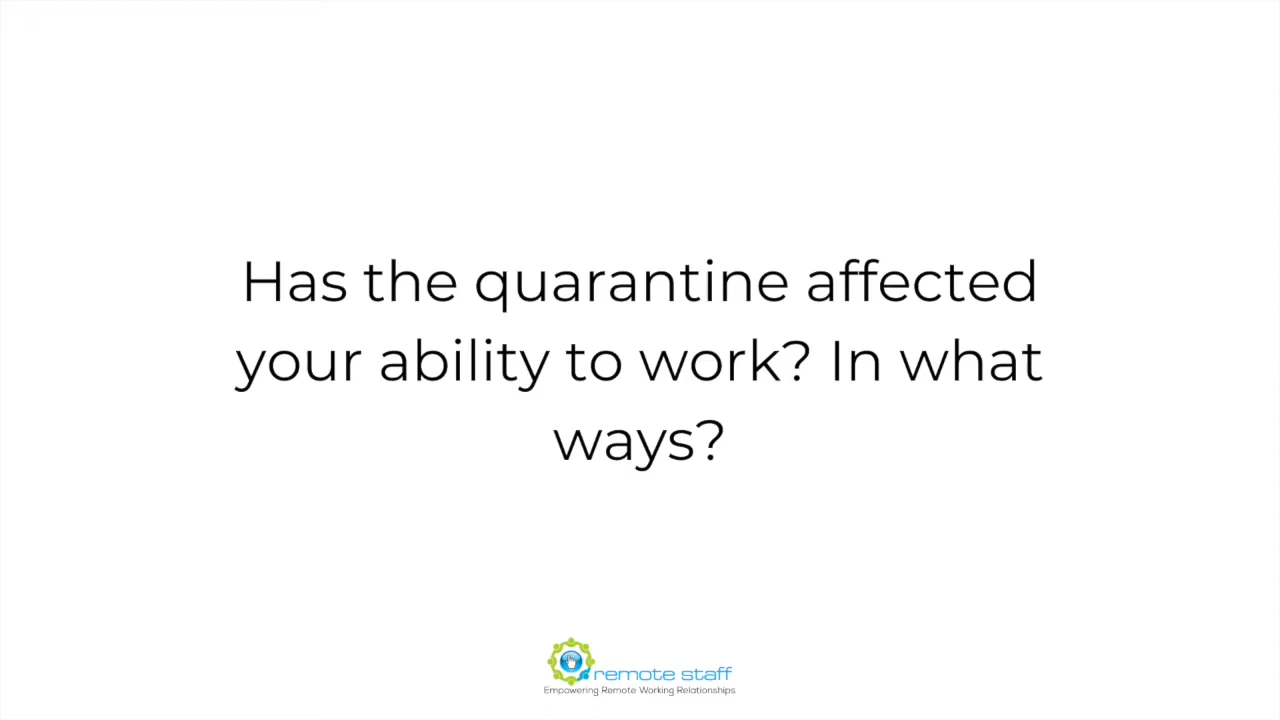 Has the quarantine affected
your ability to work? In what
ways?
remote staff
Empowering Remote Working Relationships